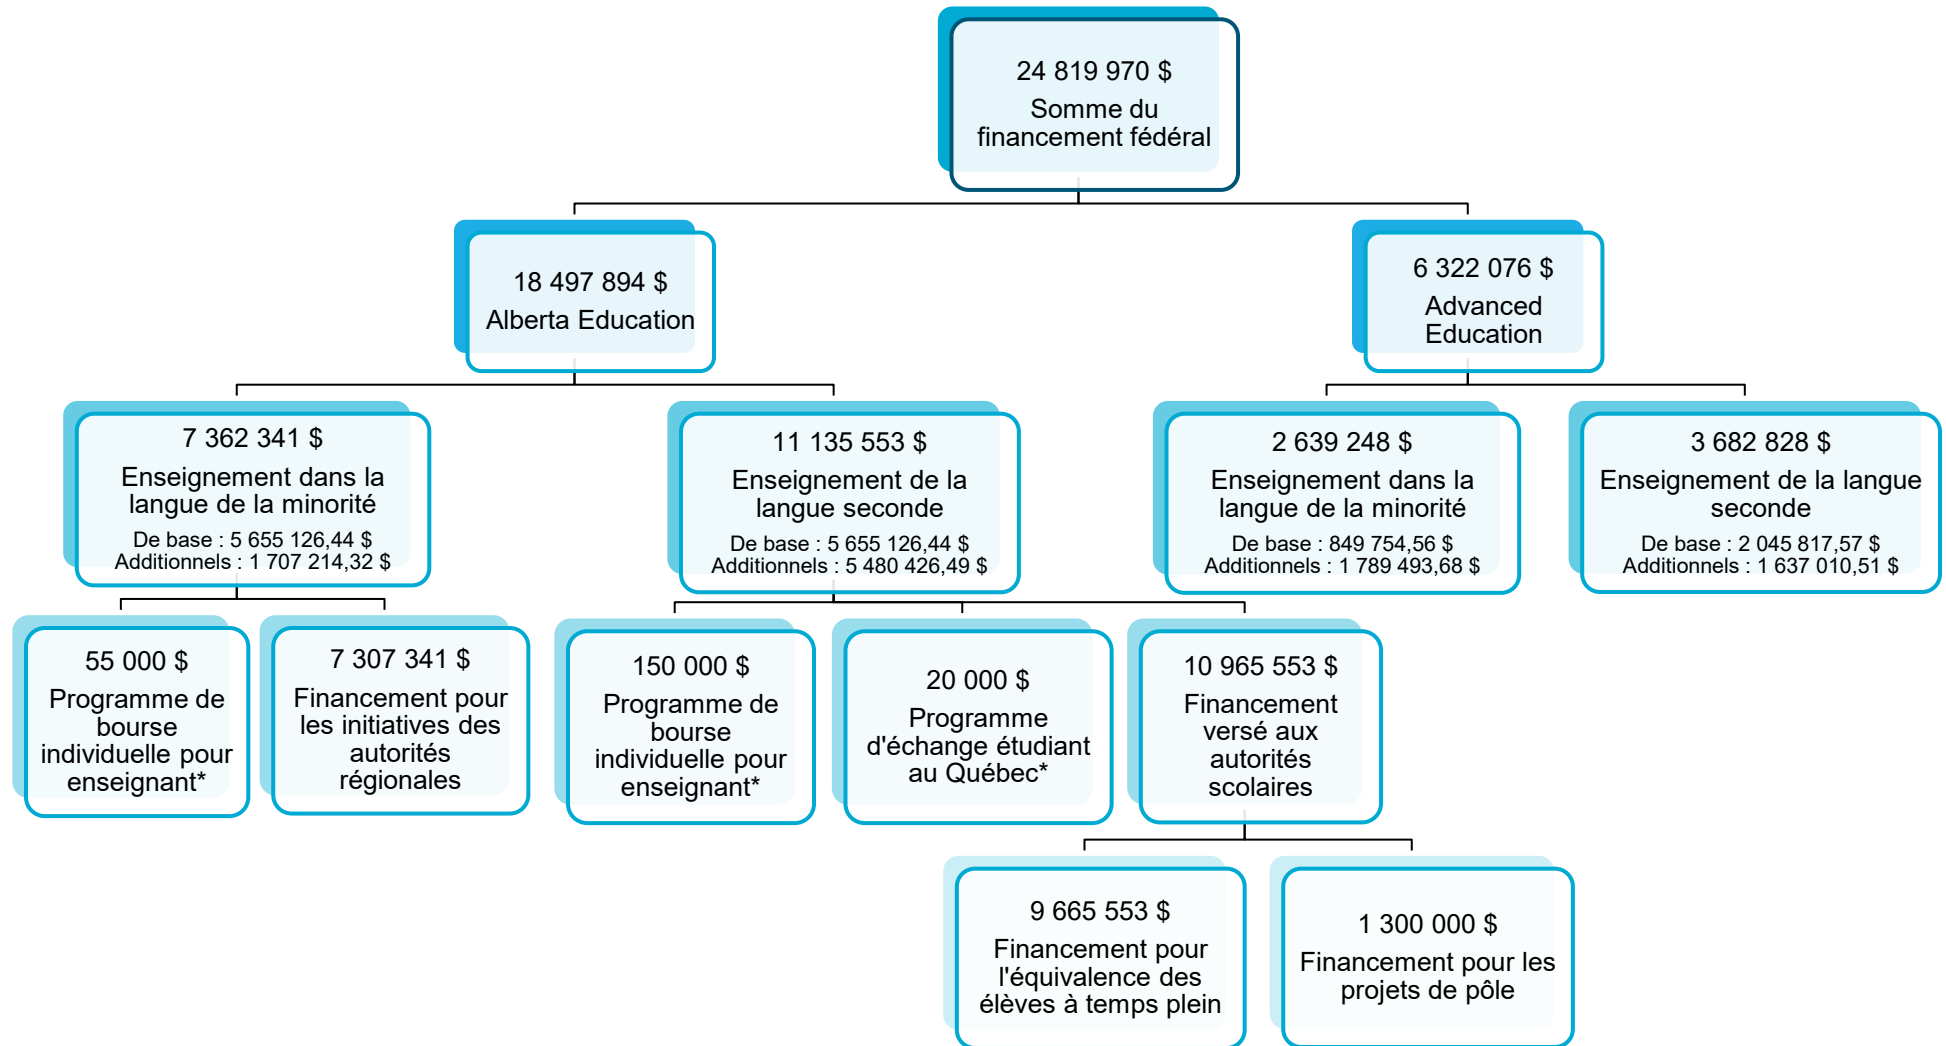 24 819 970 $
Somme du
financement fédéral
18 497 894 $
Alberta Education
6 322 076 $
Advanced
Education
7 362 341 $
Enseignement dans la
langue de la minorité
De base : 5 655 126,44 $
Additionnels : 1 707 214,32 $
11 135 553 $
Enseignement de la
langue seconde
De base : 5 655 126,44 $
Additionnels : 5 480 426,49 $
2 639 248 $
Enseignement dans la
langue de la minorité
De base : 849 754,56 $
Additionnels : 1 789 493,68 $
3 682 828 $
Enseignement de la langue
seconde
De base : 2 045 817,57 $
Additionnels : 1 637 010,51 $
55 000 $
Programme de
bourse
individuelle pour
enseignant*
7 307 341 $
Financement pour
les initiatives des
autorités
régionales
150 000 $
Programme de
bourse
individuelle pour
enseignant*
20 000 $
Programme
d'échange étudiant
au Québec*
10 965 553 $
Financement
versé aux
autorités
scolaires
9 665 553 $
Financement pour
l'équivalence des
élèves à temps plein
1 300 000 $
Financement pour les
projets de pôle